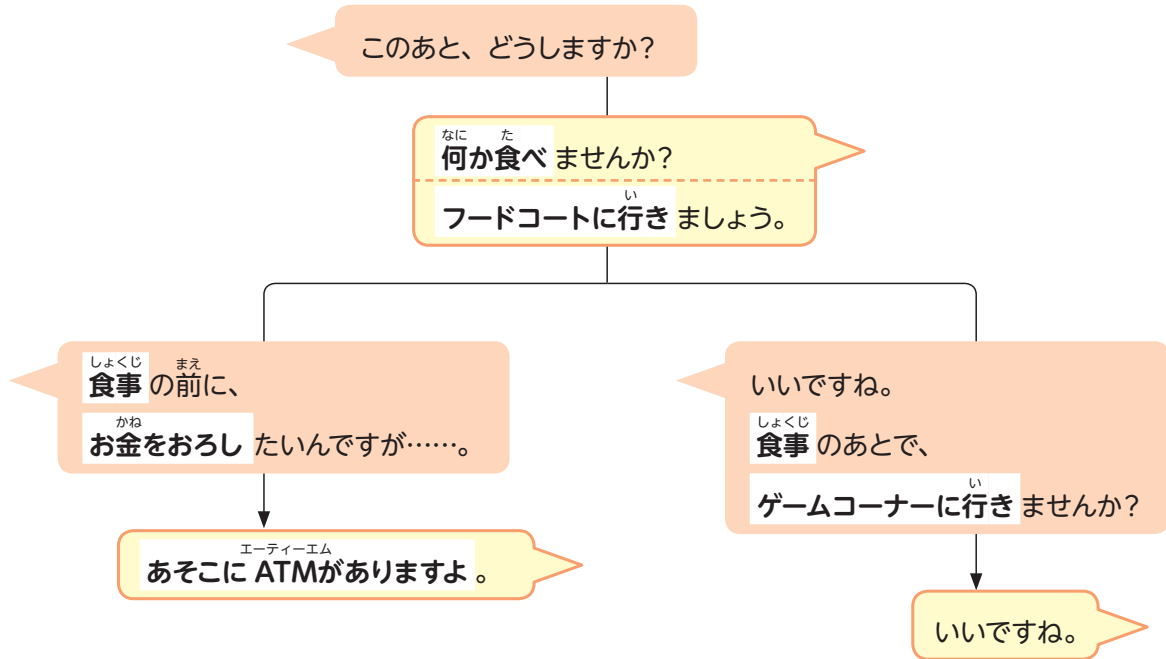 このあと、どうしますか?
なに た
何か食べ ませんか?
い
フードコートに行き ましょう。
しょくじ まえ
食事 の前に、
かね
お金をおろし たいんですが……。
エーティーエム
あそこに ATMがありますよ 。
いいですね。
しょくじ
食事 のあとで、
い
ゲームコーナーに行き ませんか?
いいですね。